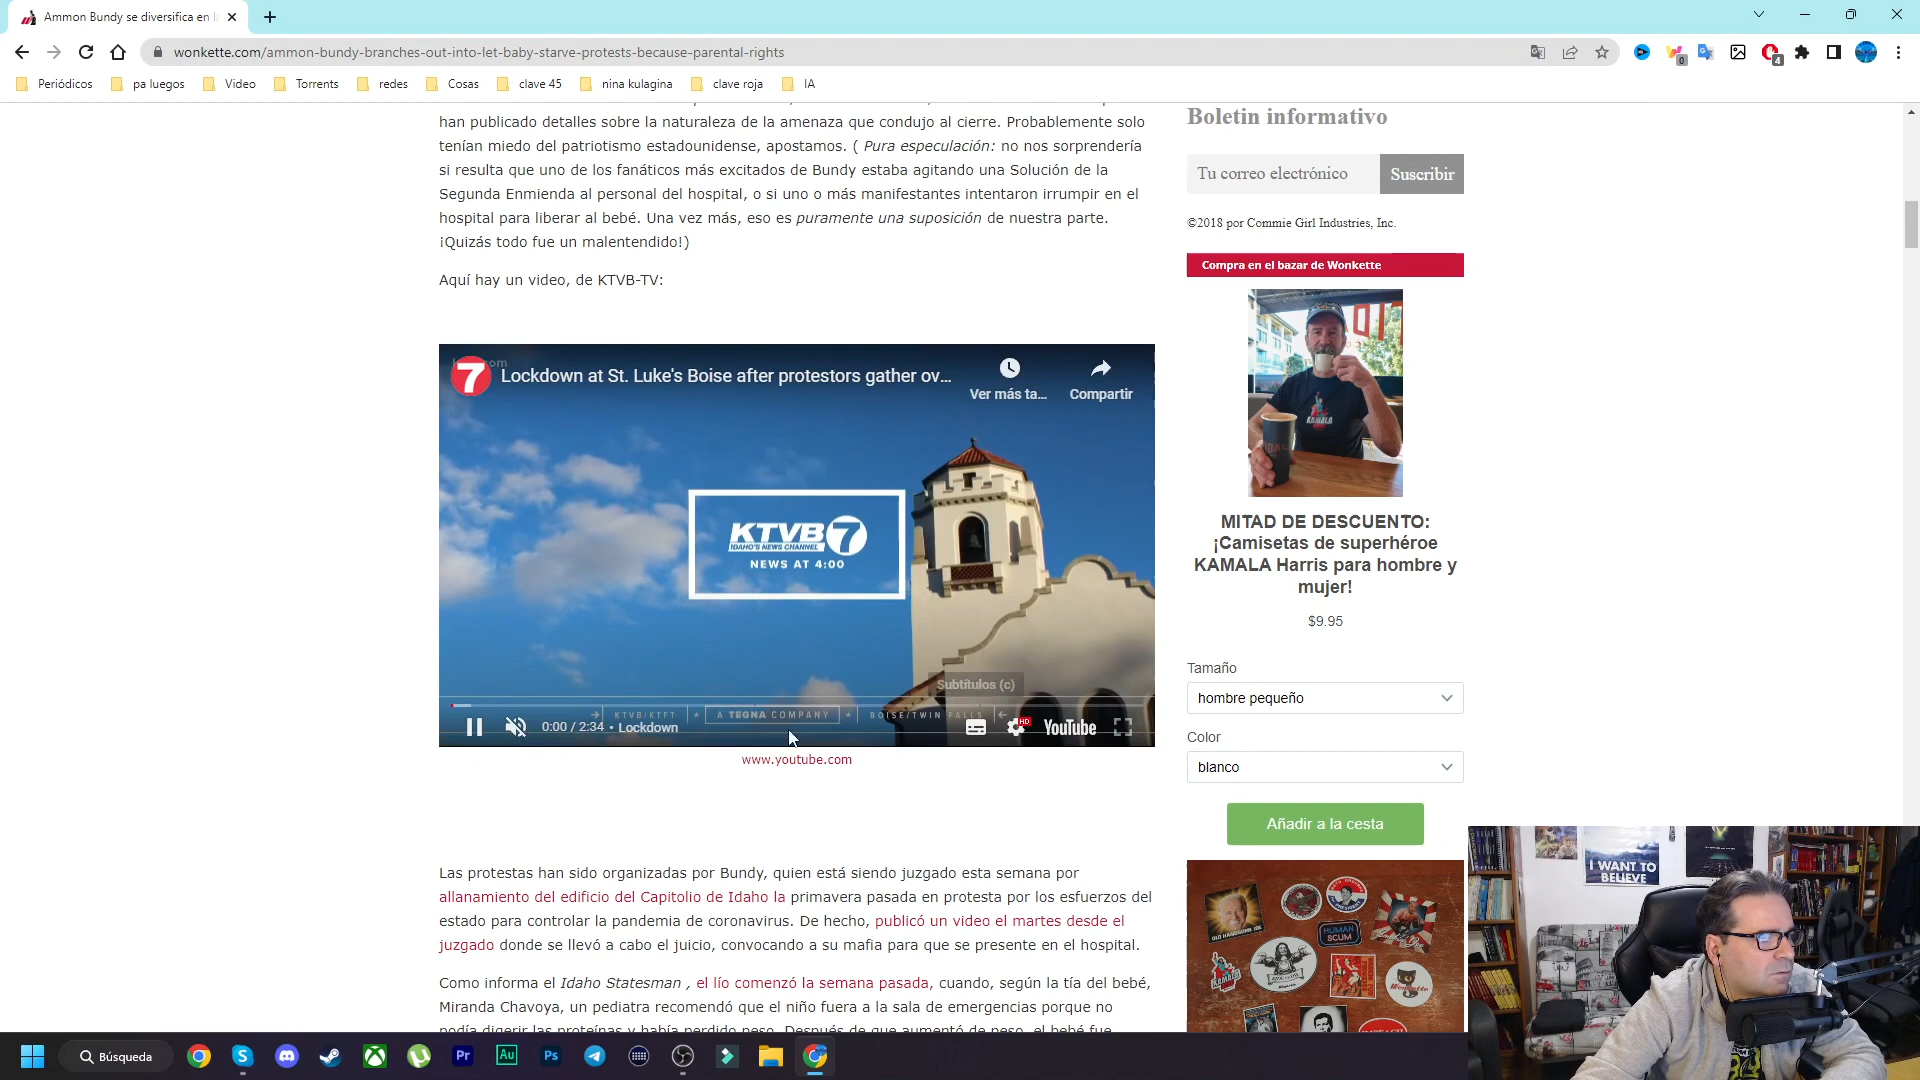 Ammon Bundy se diversifica en la
wonkette.com/ammon-bundy-branches-out-into-let-baby-starve-protests-because-parental-rights
0
4
Periódicos
pa luegos
Video
Torrents
redes
Cosas
clave 45
nina kulagina
clave roja
IA
han publicado detalles sobre la naturaleza de la amenaza que condujo al cierre. Probablemente solo
tenían miedo del patriotismo estadounidense, apostamos. ( Pura especulación: no nos sorprendería
si resulta que uno de los fanáticos más excitados de Bundy estaba agitando una Solución de la
Segunda Enmienda al personal del hospital, o si uno o más manifestantes intentaron irrumpir en el
hospital para liberar al bebé. Una vez más, eso es puramente una suposición de nuestra parte.
¡Quizás todo fue un malentendido!)
Aquí hay un video, de KTVB-TV:
7
Lockdown at St. Luke's Boise after protestors gather ov...
Ver más ta...
Compartir
KTVB7
IDAHO'S NEWS CHANNEL
NEWS AT 4:00
Subtítulos (c)
KTVB/KTFT
A TEGNA COMPANY
BOISE/TWIN FALLS
0:00 / 2:34 • Lockdown
HD
YouTube
www.youtube.com
Las protestas han sido organizadas por Bundy, quien está siendo juzgado esta semana por
allanamiento del edificio del Capitolio de Idaho la primavera pasada en protesta por los esfuerzos del
estado para controlar la pandemia de coronavirus. De hecho, publicó un video el martes desde el
juzgado donde se llevó a cabo el juicio, convocando a su mafia para que se presente en el hospital.
Como informa el Idaho Statesman , el lío comenzó la semana pasada, cuando, según la tía del bebé,
Miranda Chavoya, un pediatra recomendó que el niño fuera a la sala de emergencias porque no
podía digerir las proteínas y había perdido peso. Después de que aumentó de peso, el bebé fue
Boletin informativo
Tu correo electrónico
Suscribir
©2018 por Commie Girl Industries, Inc.
Compra en el bazar de Wonkette
KAMALA
MITAD DE DESCUENTO:
¡Camisetas de superhéroe
KAMALA Harris para hombre y
mujer!
$9.95
Tamaño
hombre pequeño
Color
blanco
Añadir a la cesta
OLD HANDSOME JOE
HUMAN
SCUM
Wonkette
I WANT TO
BELIEVE
Búsqueda
Pr
Au
Ps